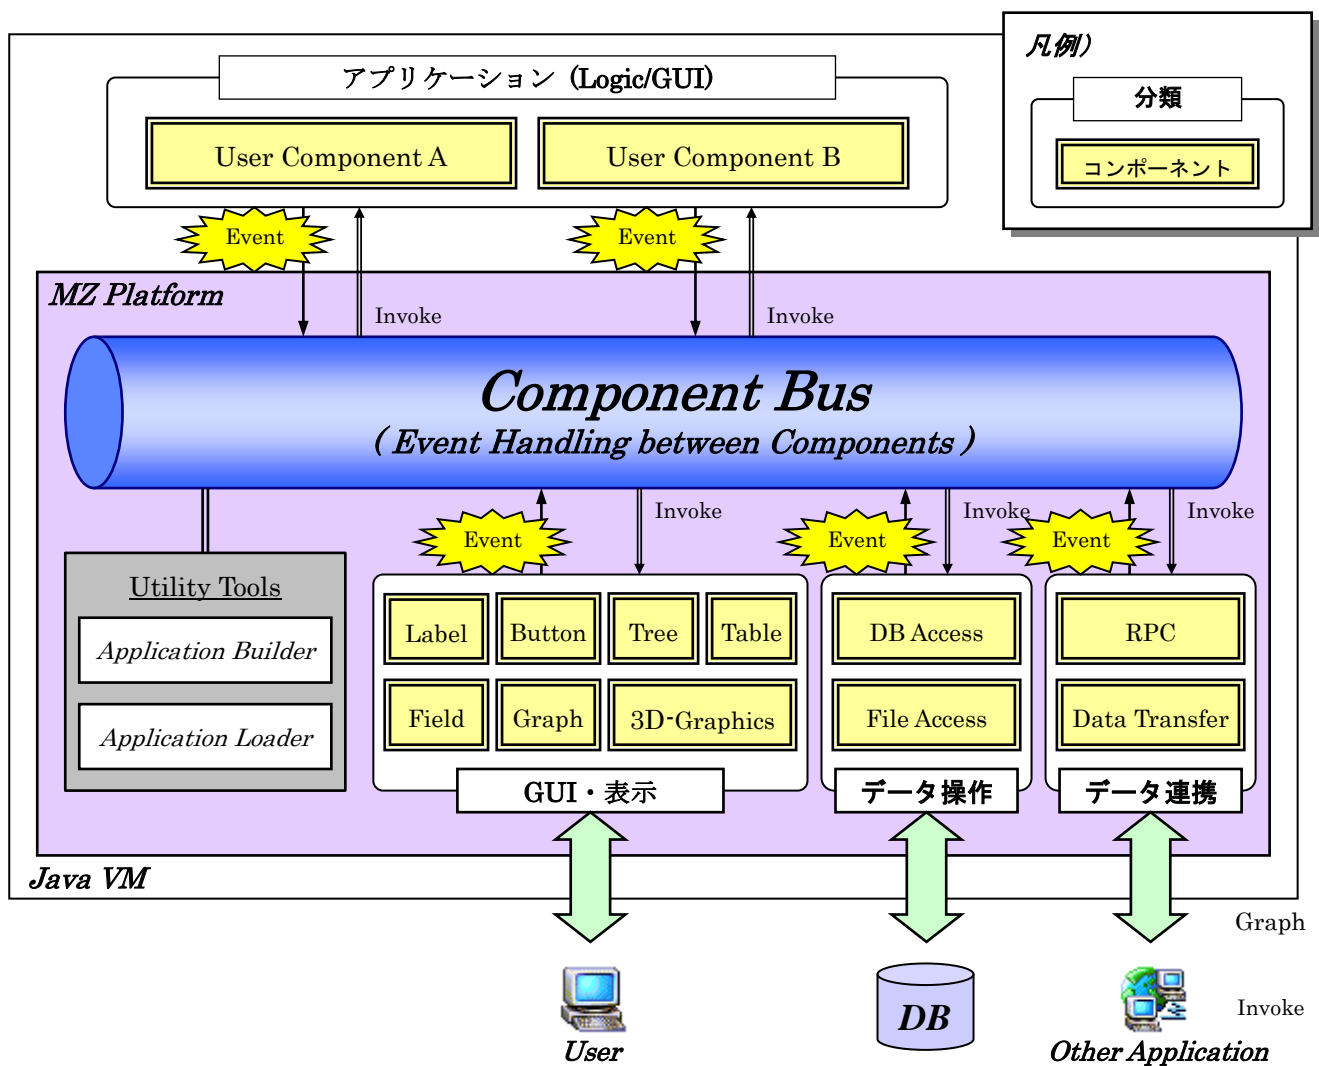 凡例）
分類
コンポーネント
アプリケーション (Logic/GUI)
User Component A
User Component B
Event
Event
MZ Platform
Invoke
Invoke
Component Bus
( Event Handling between Components )
Invoke
Invoke
Invoke
Event
Event
Event
Utility Tools
Application Builder
Application Loader
Label
Button
Tree
Table
DB Access
RPC
Field
Graph
3D-Graphics
File Access
Data Transfer
GUI・表示
データ操作
データ連携
Java VM
Graph
Invoke
DB
User
Other Application